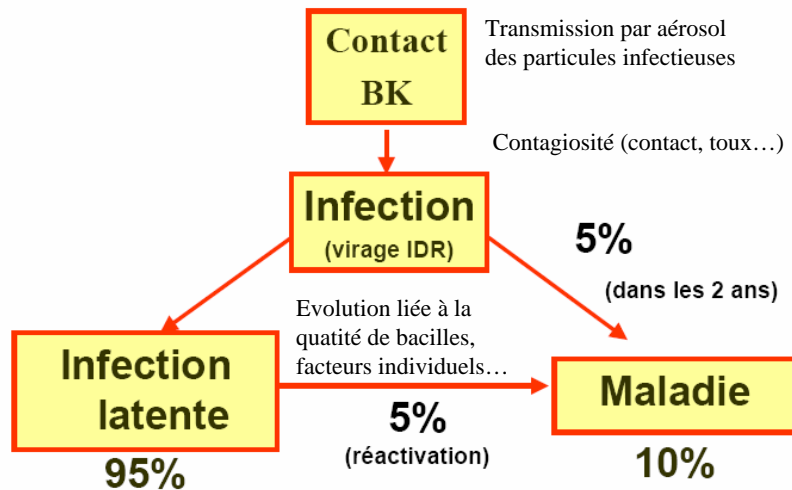 Contact
BK
Transmission par aérosol
des particules infectieuses
Contagiosité (contact, toux…)
Infection
(virage IDR)
5%
(dans les 2 ans)
Evolution liée à la
quatité de bacilles,
facteurs individuels…
Infection
latente
95%
5%
(réactivation)
Maladie
10%